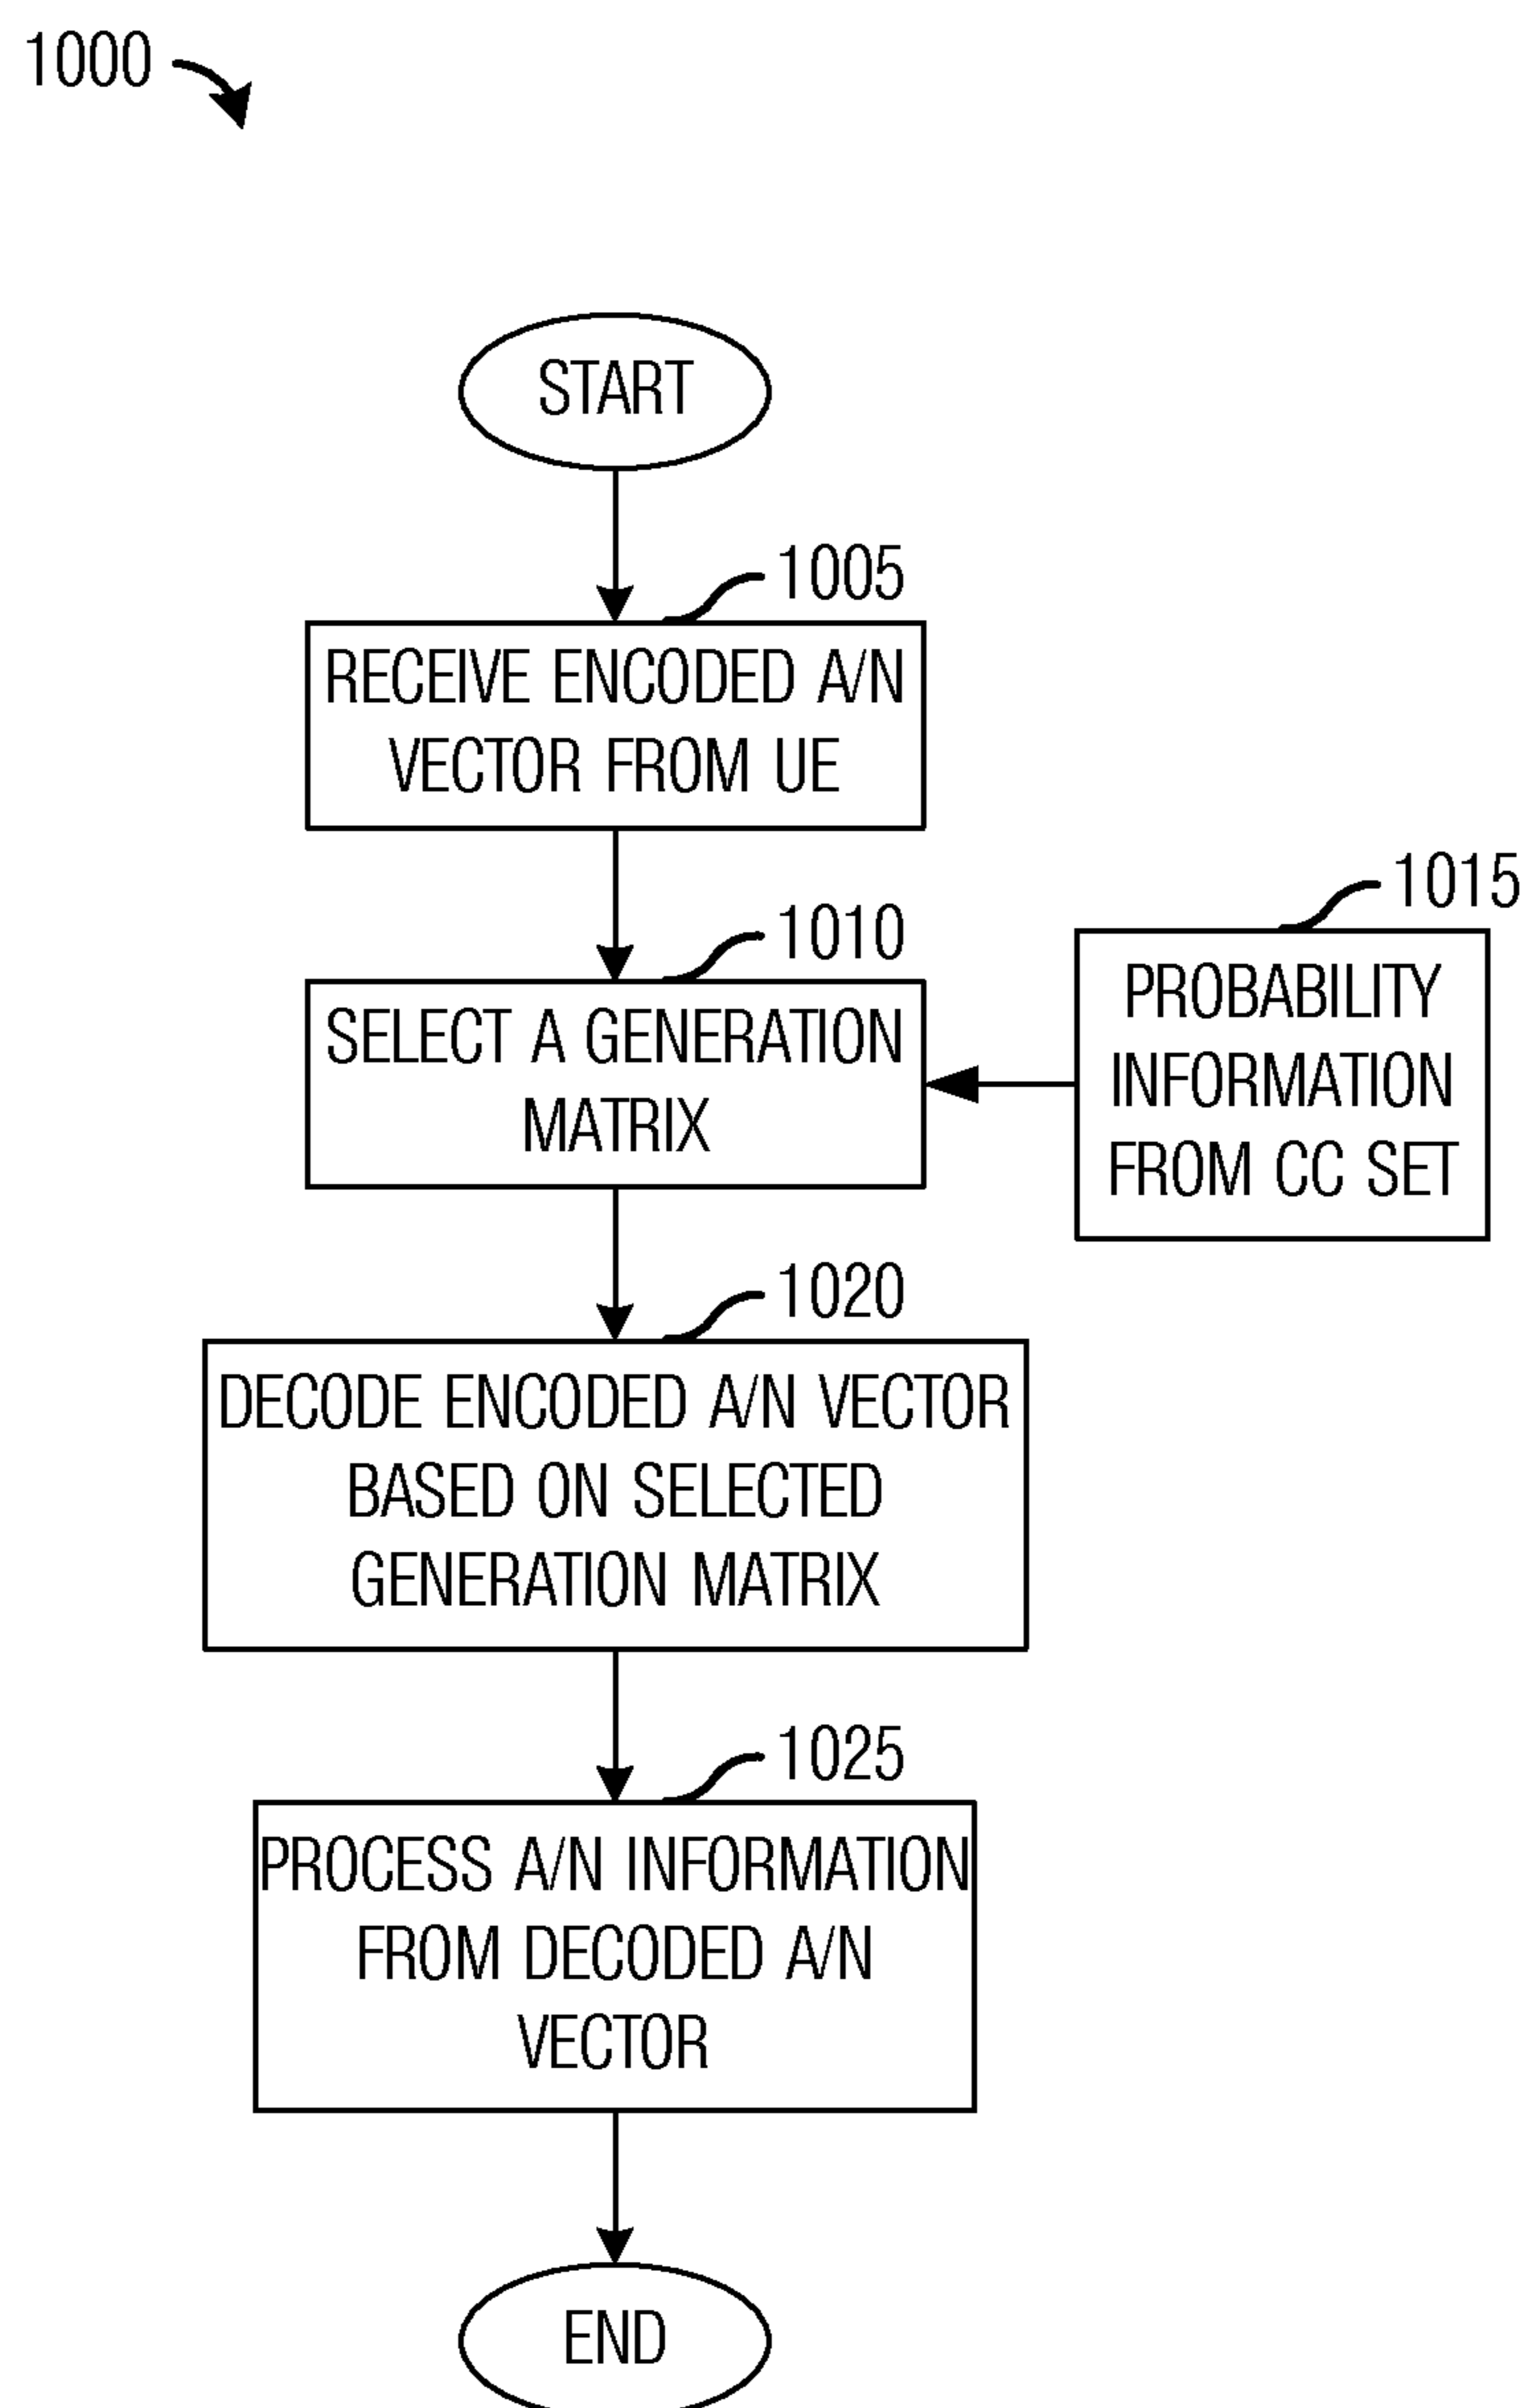 1000
START
1005
RECEIVE ENCODED A/N
VECTOR FROM UE
1010
SELECT A GENERATION
MATRIX
1015
PROBABILITY
INFORMATION
FROM CC SET
1020
DECODE ENCODED A/N VECTOR
BASED ON SELECTED
GENERATION MATRIX
1025
PROCESS A/N INFORMATION
FROM DECODED A/N
VECTOR
END